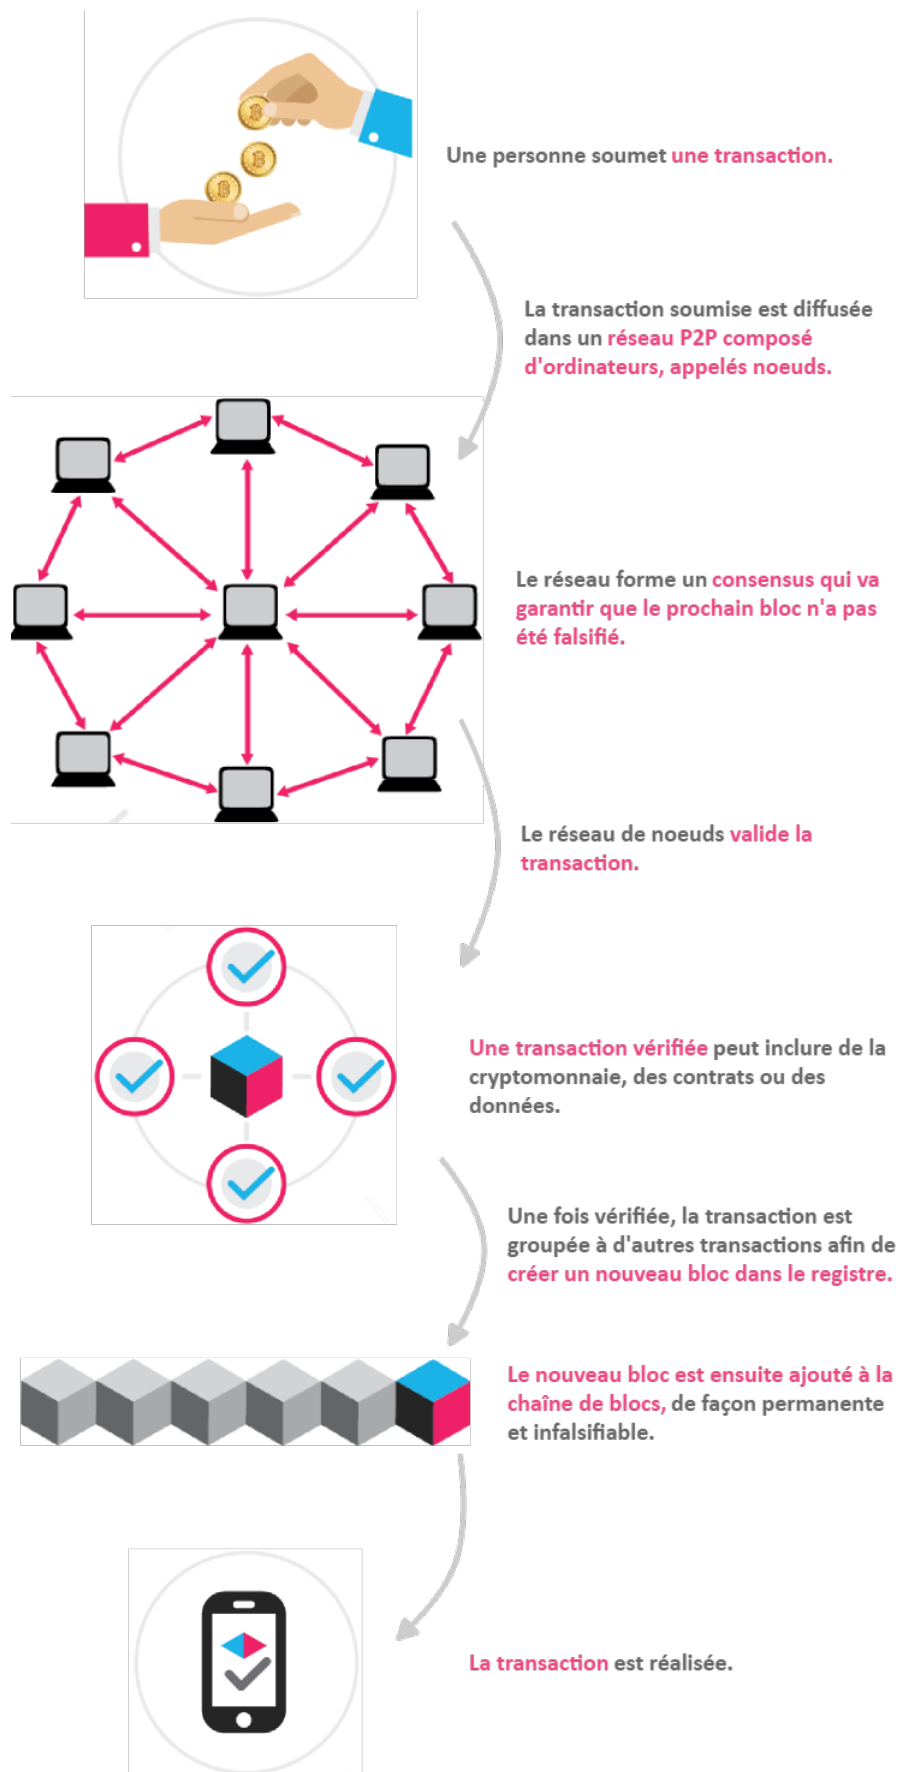 Une personne soumet une transaction.
La transaction soumise est diffusée
dans un réseau P2P composé
d'ordinateurs, appelés noeuds.
Le réseau forme un consensus qui va
garantir que le prochain bloc n'a pas
été falsifié.
Le réseau de noeuds valide la
transaction.
Une transaction vérifiée peut inclure de la
cryptomonnaie, des contrats ou des
données.
Une fois vérifiée, la transaction est
groupée à d'autres transactions afin de
créer un nouveau bloc dans le registre.
Le nouveau bloc est ensuite ajouté à la
chaîne de blocs, de façon permanente
et infalsifiable.
La transaction est réalisée.